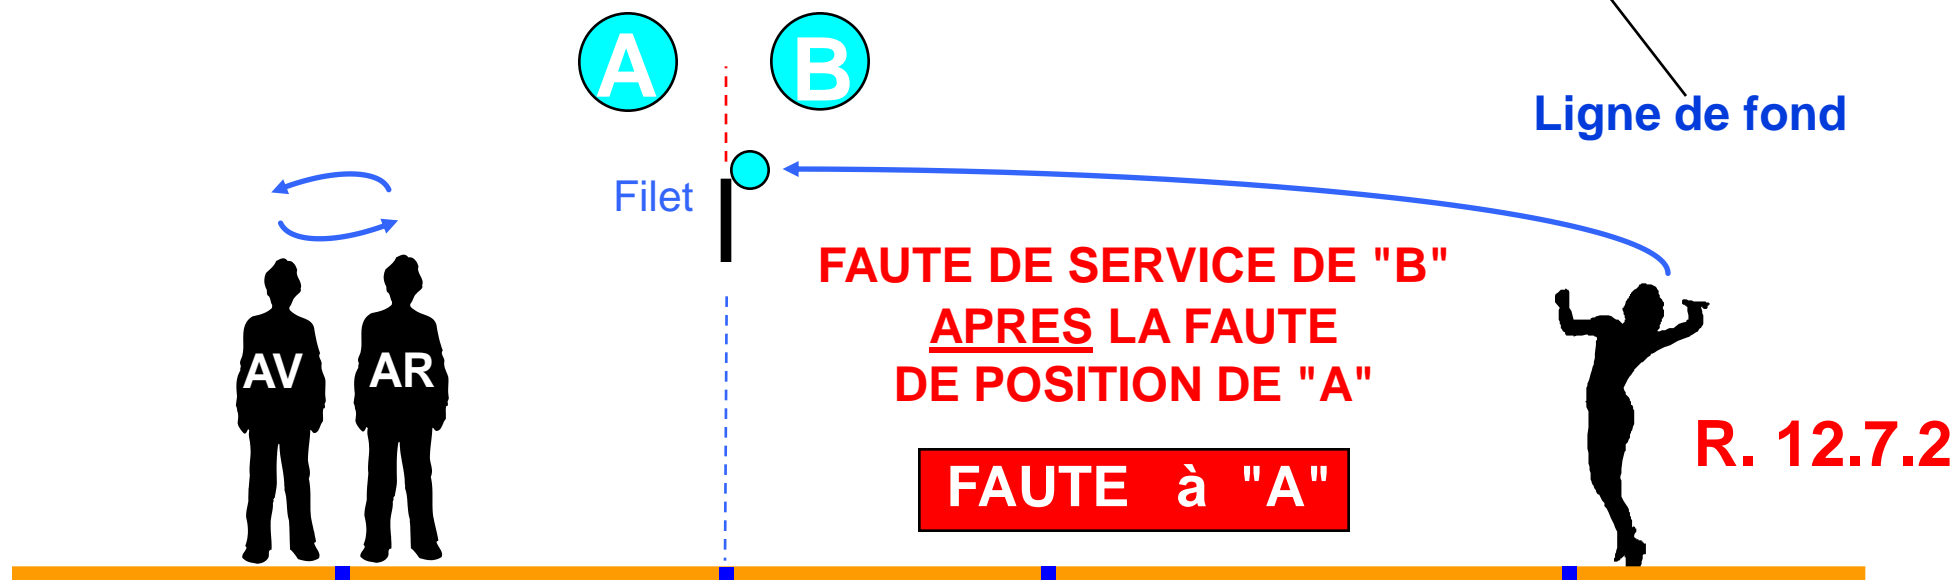 A B
Ligne de fond
Filet
FAUTE DE SERVICE DE "B"
APRES LA FAUTE
DE POSITION DE "A"
AV AR
R. 12.7.2
FAUTE à "A"